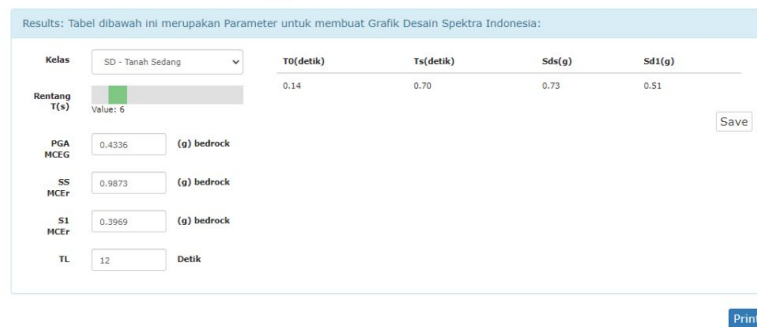 Results: Tabel dibawah ini merupakan Parameter untuk membuat Grafik Desain Spektra Indonesia:
Kelas SD - Tanah Sedang
T0(detik) Ts(detik) Sds(g) Sd1(g)
0.14 0.70 0.73 0.51
Rentang T(s)
Value: 6
Save
PGA MCEG 0.4336 (g) bedrock
SS MCEr 0.9873 (g) bedrock
S1 MCEr 0.3969 (g) bedrock
TL 12 Detik
Print